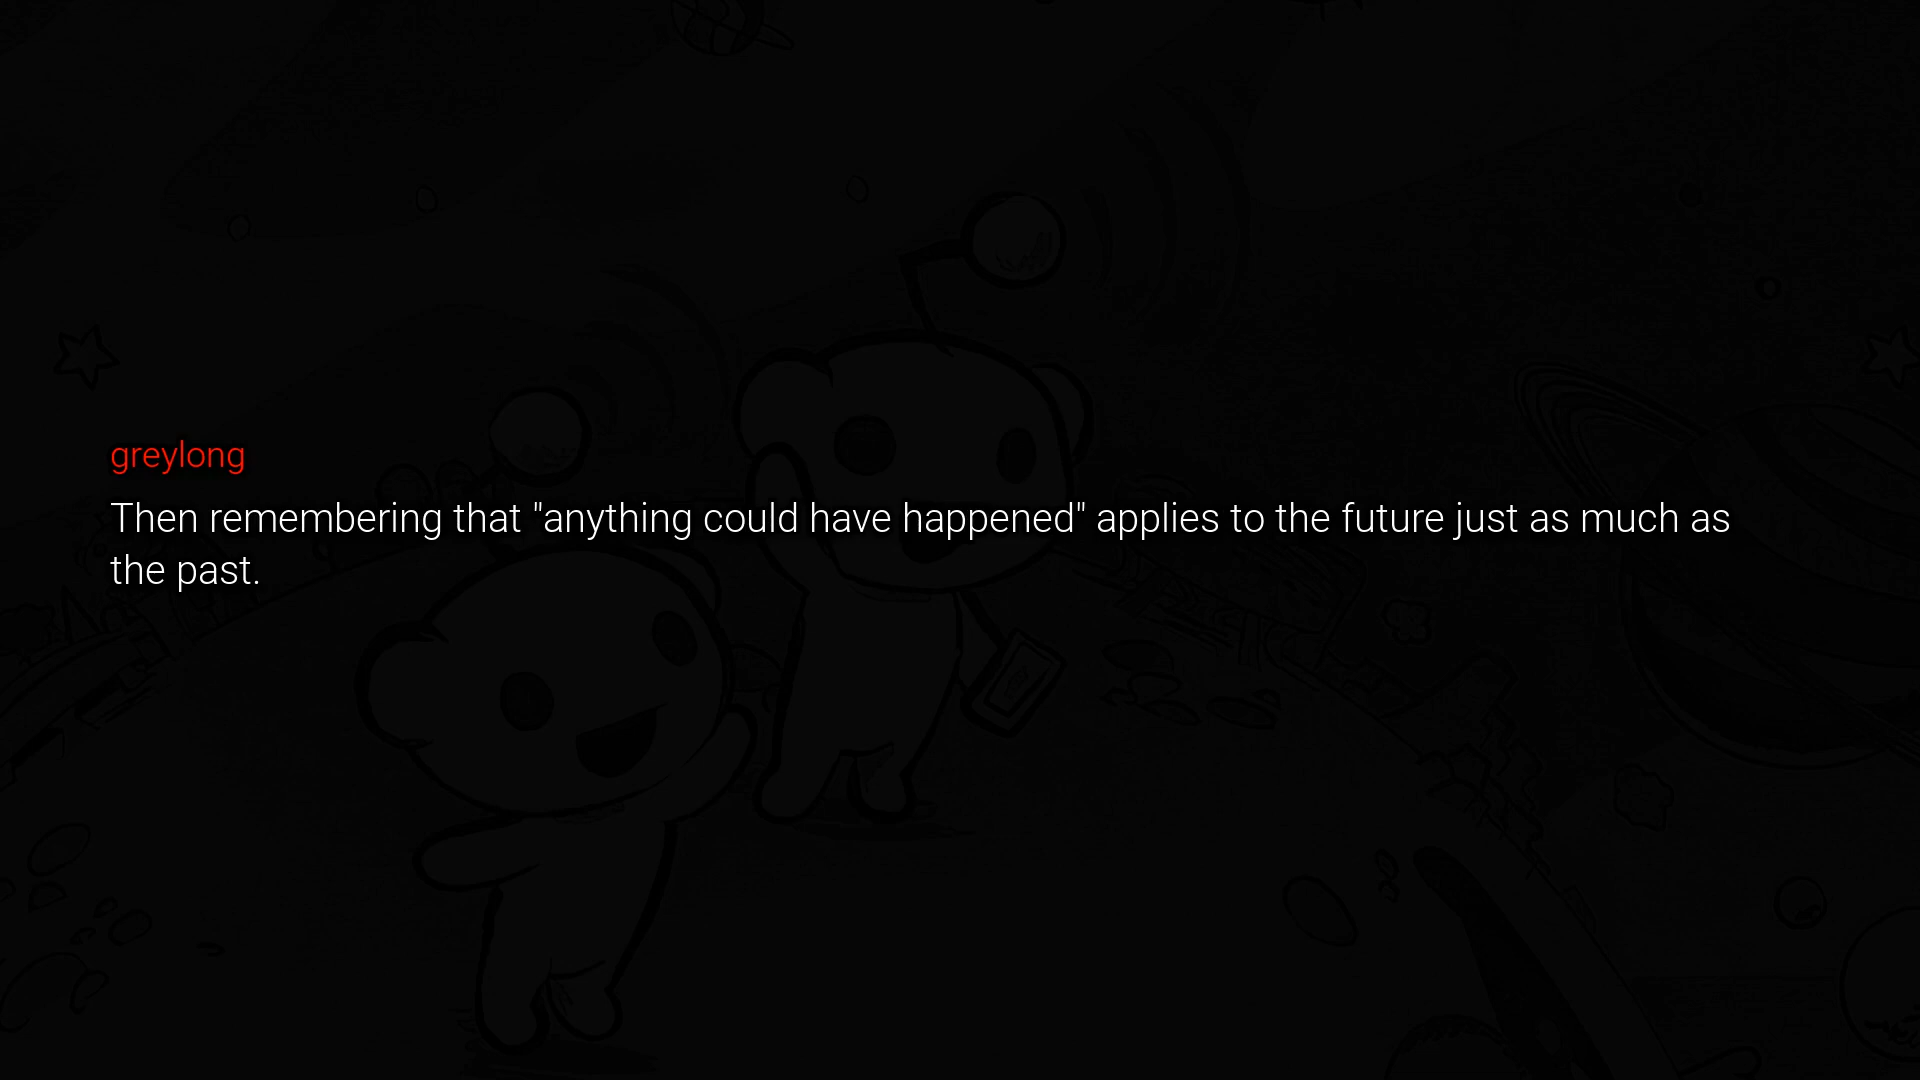 greylong
Then remembering that "anything could have happened" applies to the future just as much as
the past.